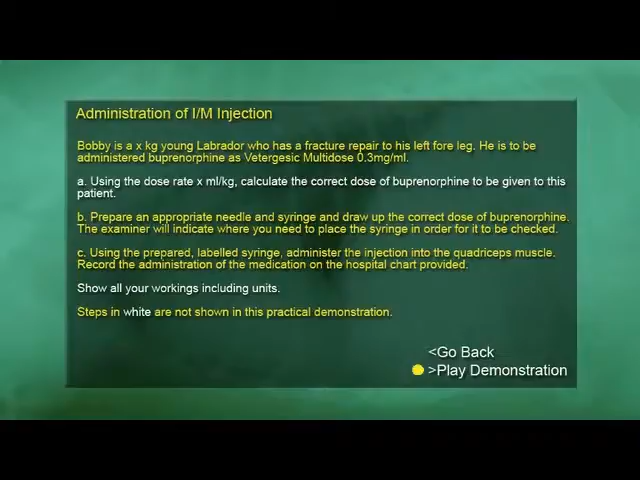 Administration of I/M Injection
Bobby is a x kg young Labrador who has a fracture repair to his left fore leg. He is to be
administered buprenorphine as Vetergesic Multidose 0.3mg/ml.
a. Using the dose rate x ml/kg, calculate the correct dose of buprenorphine to be given to this
patient.
b. Prepare an appropriate needle and syringe and draw up the correct dose of buprenorphine.
The examiner will indicate where you need to place the syringe in order for it to be checked.
c. Using the prepared, labelled syringe, administer the injection into the quadriceps muscle.
Record the administration of the medication on the hospital chart provided.
Show all your workings including units.
Steps in white are not shown in this practical demonstration.
<Go Back
>Play Demonstration